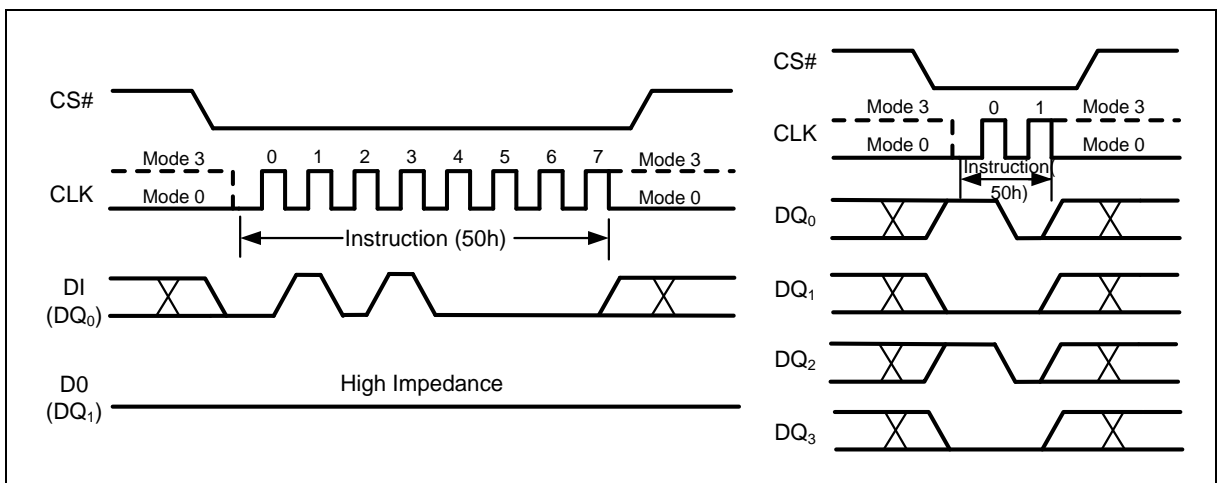 CS#
Mode 3
0 1 2 3 4 5 6 7
Mode 3
CLK
Mode 0
Mode 0
Instruction (50h)
DI
(DQ0)
D0
(DQ1)
High Impedance
CS#
Mode 3
0 1
Mode 3
CLK
Mode 0
Mode 0
Instruction(
50h)
DQ0
DQ1
DQ2
DQ3